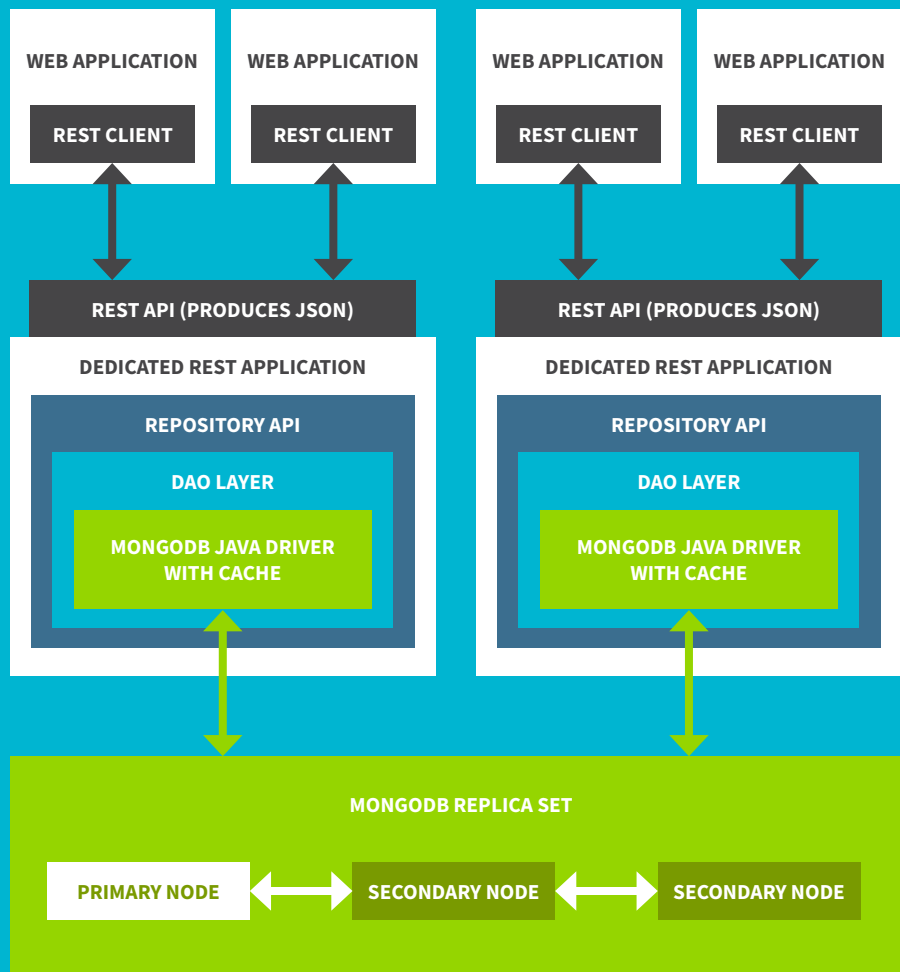 WEB APPLICATION
WEB APPLICATION
WEB APPLICATION
WEB APPLICATION
REST CLIENT
REST CLIENT
REST CLIENT
REST CLIENT
REST API (PRODUCES JSON)
REST API (PRODUCES JSON)
DEDICATED REST APPLICATION
DEDICATED REST APPLICATION
REPOSITORY API
REPOSITORY API
DAO LAYER
DAO LAYER
MONGODB JAVA DRIVER
WITH CACHE
MONGODB JAVA DRIVER
WITH CACHE
MONGODB REPLICA SET
PRIMARY NODE
SECONDARY NODE
SECONDARY NODE